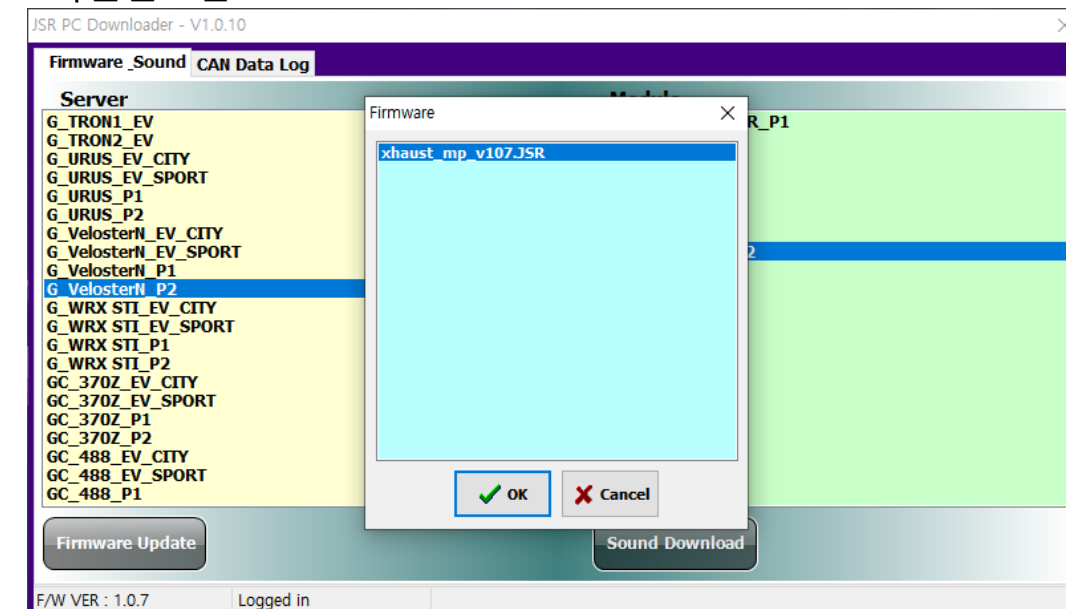 JSR PC Downloader - V1.0.10
Firmware _Sound
CAN Data Log
Server
G_TRON1_EV
G_TRON2_EV
G_URUS_EV_CITY
G_URUS_EV_SPORT
G_URUS_P1
G_URUS_P2
G_VelosterN_EV_CITY
G_VelosterN_EV_SPORT
G_VelosterN_P1
G_VelosterN_P2
G_WRX STI_EV_CITY
G_WRX STI_EV_SPORT
G_WRX STI_P1
G_WRX STI_P2
GC_370Z_EV_CITY
GC_370Z_EV_SPORT
GC_370Z_P1
GC_370Z_P2
GC_488_EV_CITY
GC_488_EV_SPORT
GC_488_P1
Firmware
xhaust_mp_v107.JSR
OK
Cancel
R_P1
2
Firmware Update
Sound Download
F/W VER : 1.0.7
Logged in